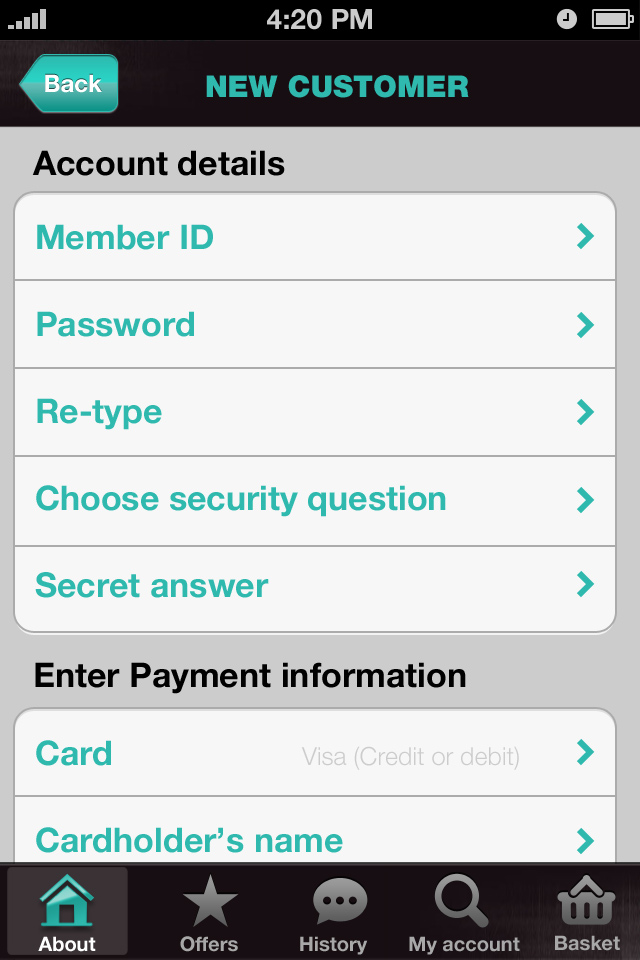 4:20 PM
Back
NEW CUSTOMER
Account details
Member ID
Password
Re-type
Choose security question
Secret answer
Enter Payment information
Card Visa (Credit or debit)
Cardholder’s name
About Offers History My account Basket